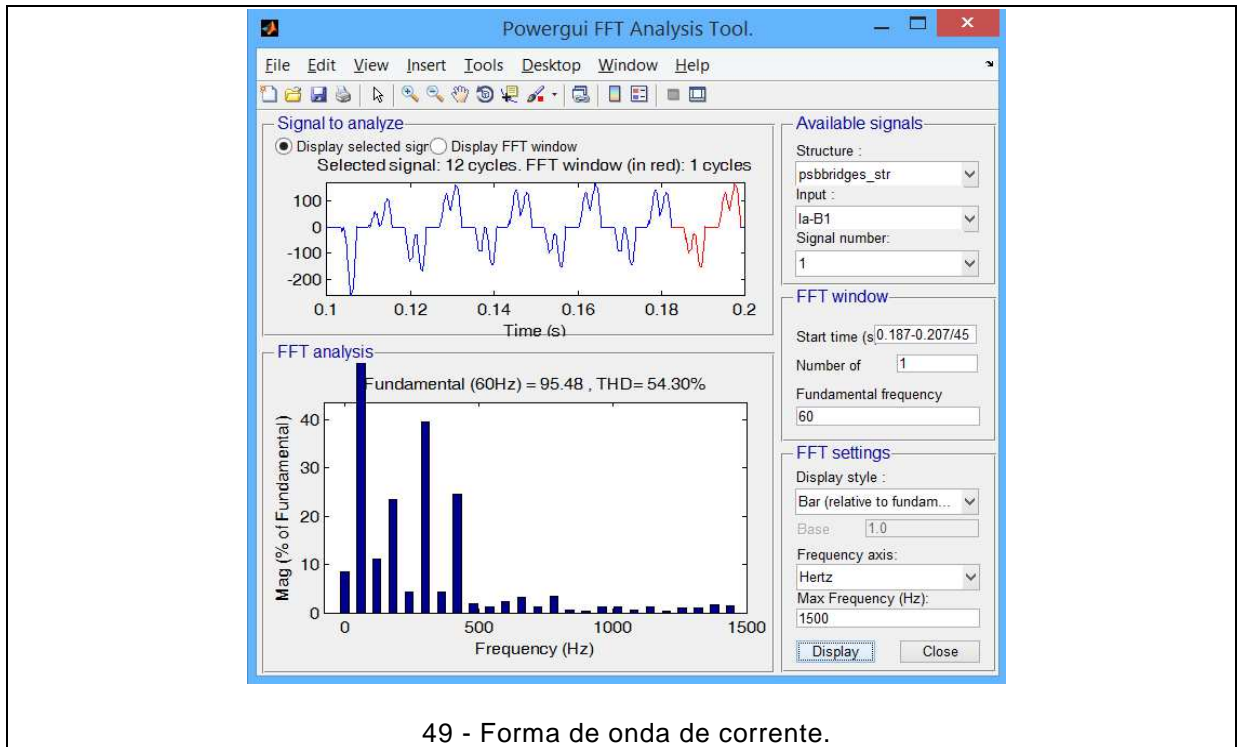 Powergui FFT Analysis Tool.
File Edit View Insert Tools Desktop Window Help
Signal to analyze
Display selected sigr Display FFT window
Selected signal: 12 cycles. FFT window (in red): 1 cycles
100
0
-100
-200
0.1 0.12 0.14 0.16 0.18 0.2
Time (s)
FFT analysis
Fundamental (60Hz) = 95.48 , THD= 54.30%
Mag (% of Fundamental)
40
30
20
10
0
0 500 1000 1500
Frequency (Hz)
Available signals
Structure :
psbbridges_str
Input :
Ia-B1
Signal number:
1
FFT window
Start time (s 0.187-0.207/45
Number of 1
Fundamental frequency
60
FFT settings
Display style :
Bar (relative to fundam...
Base 1.0
Frequency axis:
Hertz
Max Frequency (Hz):
1500
Display Close
49 - Forma de onda de corrente.